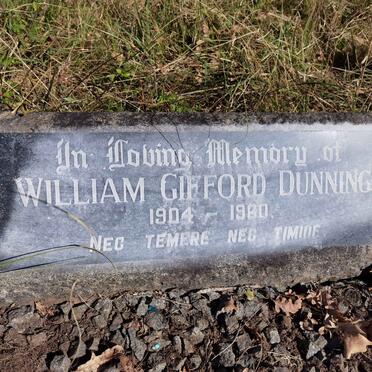 In Loving Memory of
WILLIAM GIFFORD DUNNING
1904 - 1980.
NEC TEMERE NEC TIMIDE